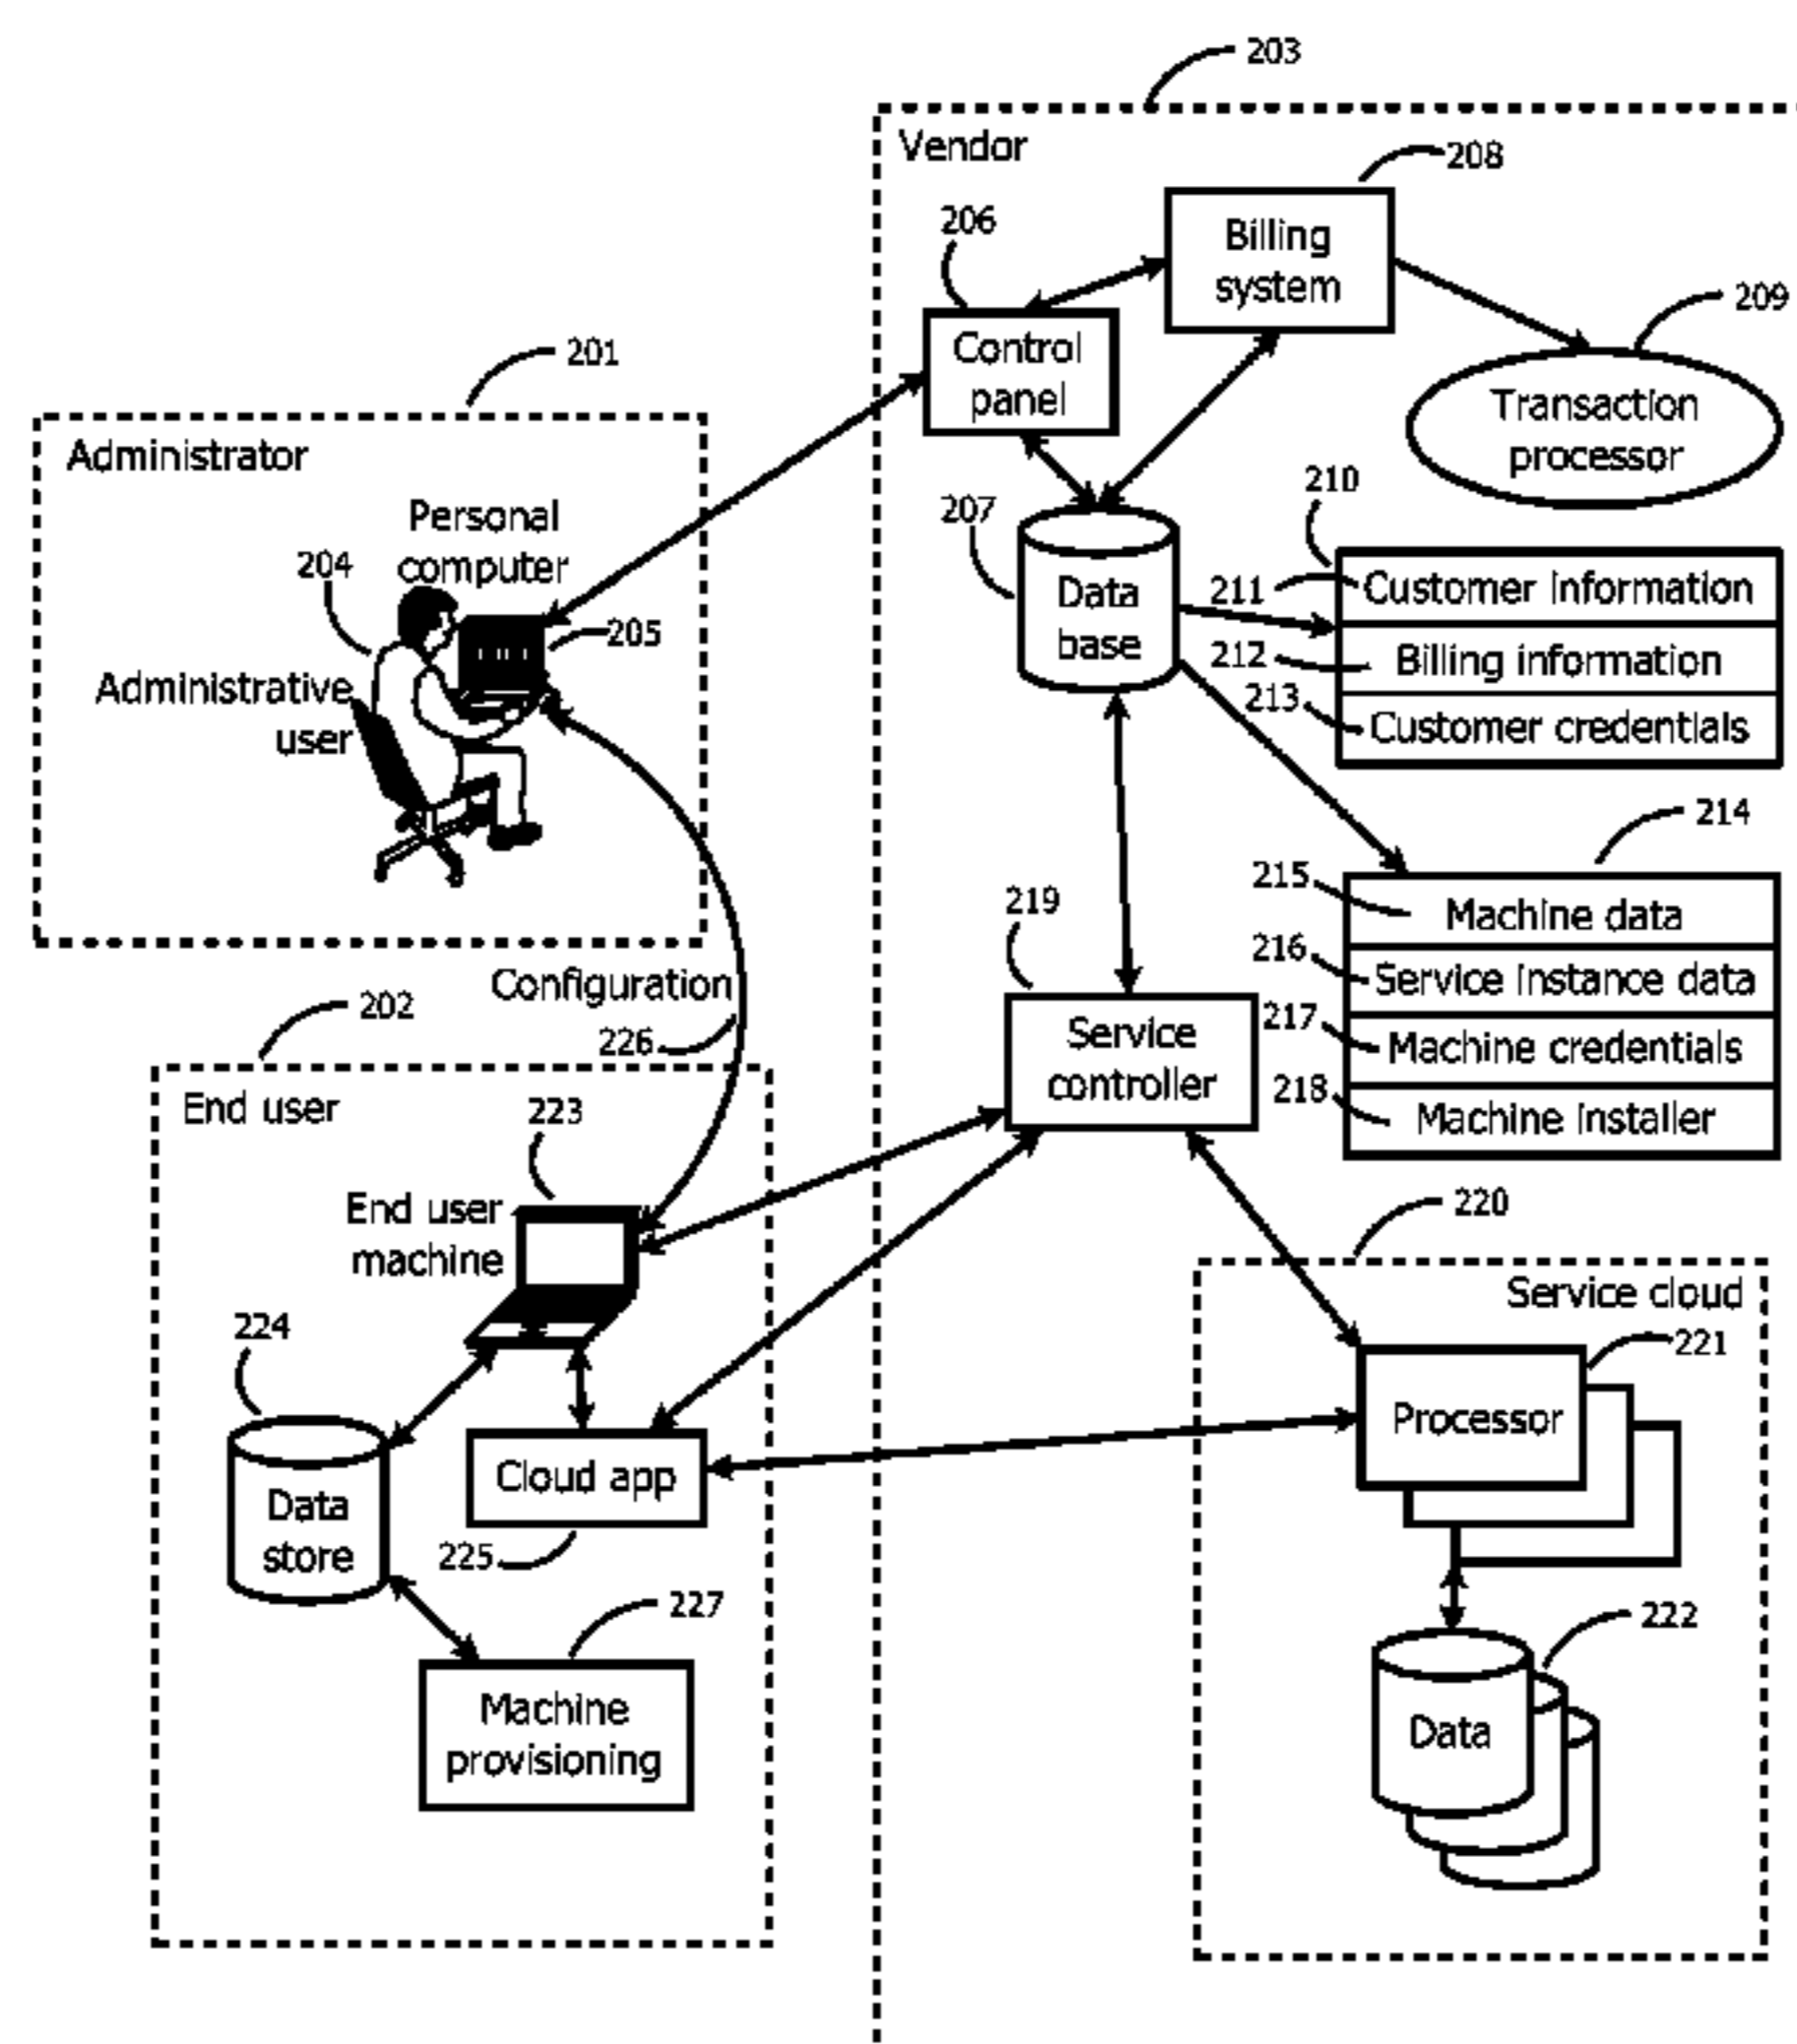 203
Vendor
208
206
Billing
system
209
201
Control
panel
Transaction
processor
Administrator
210
Personal
computer
207
204
Data
base
211
Customer information
205
212
Billing information
Administrative
user
213
Customer credentials
214
215
Machine data
219
216
Service instance data
Configuration
202
226
Service
controller
217
Machine credentials
218
Machine installer
End user
223
End user
machine
220
Service cloud
224
221
Processor
Cloud app
Data
store
225
227
222
Machine
provisioning
Data